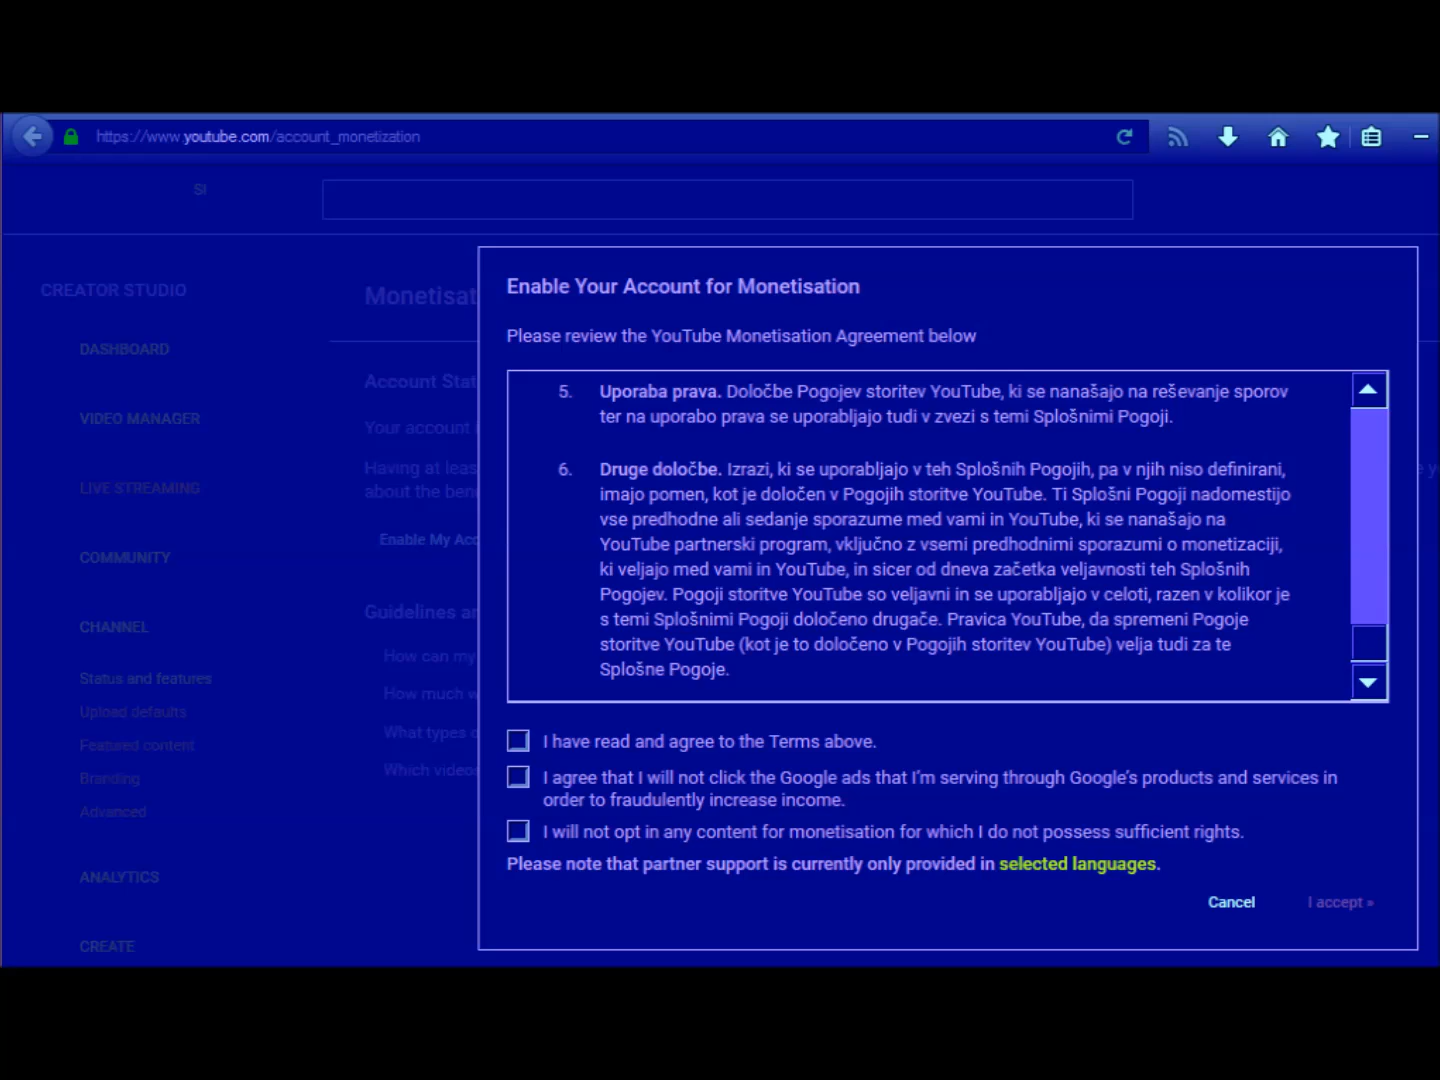 https://www.youtube.com/account_monetization
SI
CREATOR STUDIO
DASHBOARD
VIDEO MANAGER
LIVE STREAMING
COMMUNITY
CHANNEL
Status and features
Upload defaults
Featured content
Branding
Advanced
ANALYTICS
CREATE
Monetisat
Account Stat
Your account
Having at leas
about the ben
Enable My Acc
Guidelines an
How can my
How much w
What types o
Which videos
Enable Your Account for Monetisation
Please review the YouTube Monetisation Agreement below
5. Uporaba prava. Določbe Pogojev storitev YouTube, ki se nanašajo na reševanje sporov
ter na uporabo prava se uporabljajo tudi v zvezi s temi Splošnimi Pogoji.
6. Druge določbe. Izrazi, ki se uporabljajo v teh Splošnih Pogojih, pa v njih niso definirani,
imajo pomen, kot je določen v Pogojih storitve YouTube. Ti Splošni Pogoji nadomestijo
vse predhodne ali sedanje sporazume med vami in YouTube, ki se nanašajo na
YouTube partnerski program, vključno z vsemi predhodnimi sporazumi o monetizaciji,
ki veljajo med vami in YouTube, in sicer od dneva začetka veljavnosti teh Splošnih
Pogojev. Pogoji storitve YouTube so veljavni in se uporabljajo v celoti, razen v kolikor je
s temi Splošnimi Pogoji določeno drugače. Pravica YouTube, da spremeni Pogoje
storitve YouTube (kot je to določeno v Pogojih storitev YouTube) velja tudi za te
Splošne Pogoje.
I have read and agree to the Terms above.
I agree that I will not click the Google ads that I'm serving through Google's products and services in
order to fraudulently increase income.
I will not opt in any content for monetisation for which I do not possess sufficient rights.
Please note that partner support is currently only provided in selected languages.
Cancel
I accept »